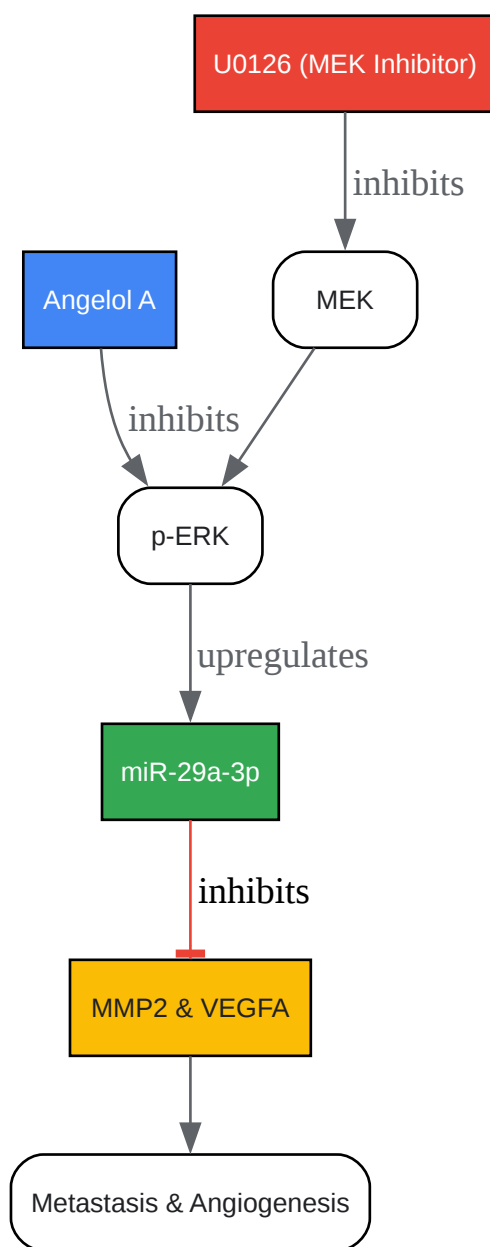 U0126 (MEK Inhibitor)
inhibits
Angelol A
MEK
inhibits
p-ERK
upregulates
miR-29a-3p
inhibits
MMP2 & VEGFA
Metastasis & Angiogenesis